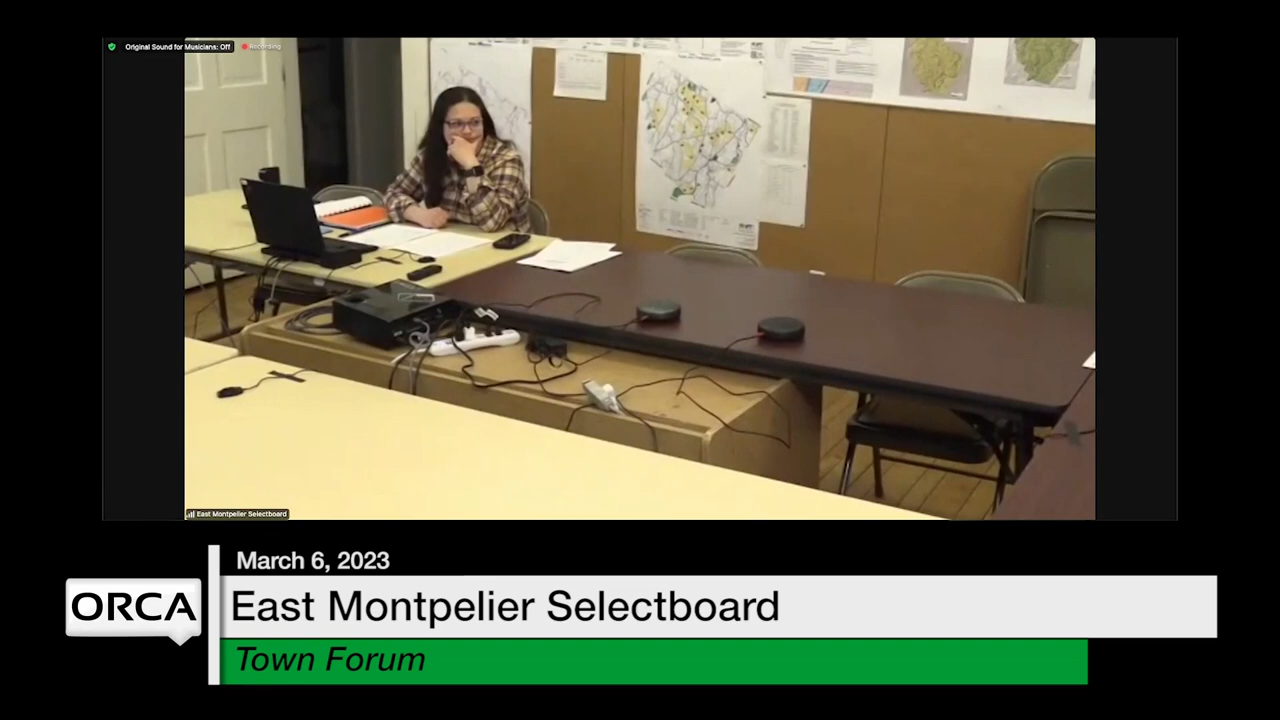 Original Sound for Musicians: Off
Recording
East Montpelier Selectboard
March 6, 2023
ORCA
East Montpelier Selectboard
Town Forum